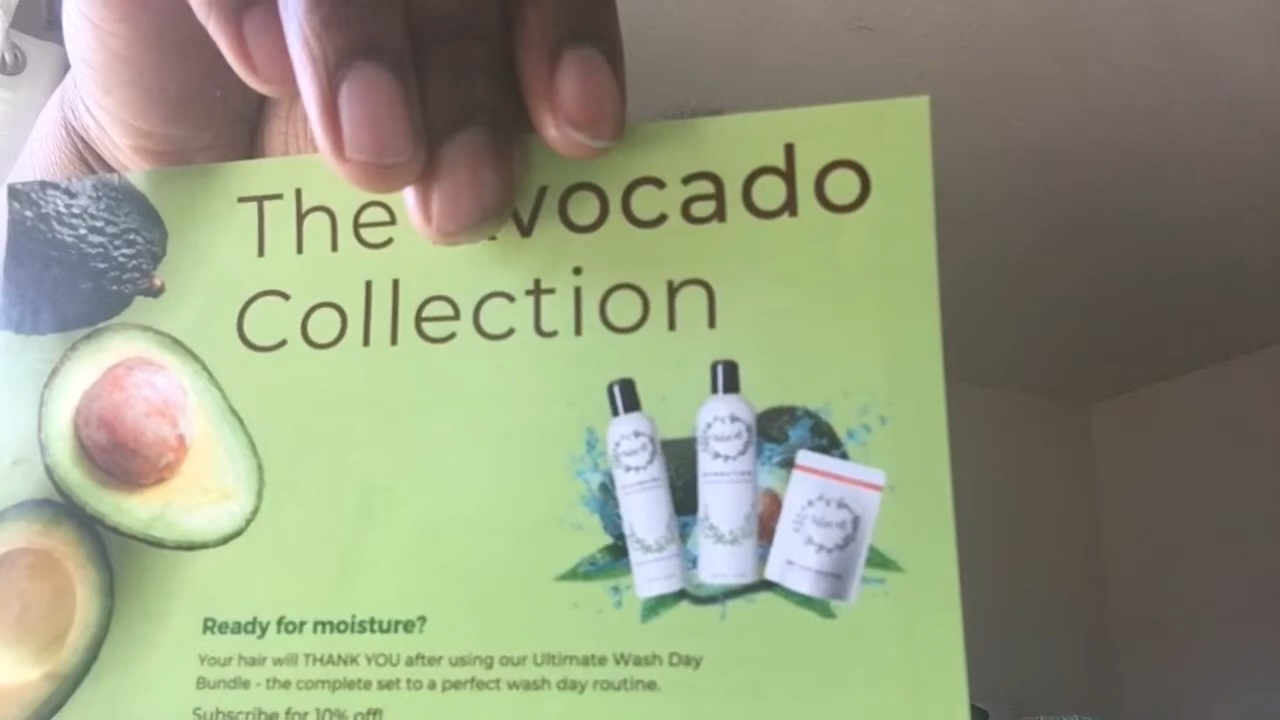 The Avocado
Collection
Ready for moisture?
Your hair will THANK YOU after using our Ultimate Wash Day
Bundle - the complete set to a perfect wash day routine.
Subscribe for 10% off!